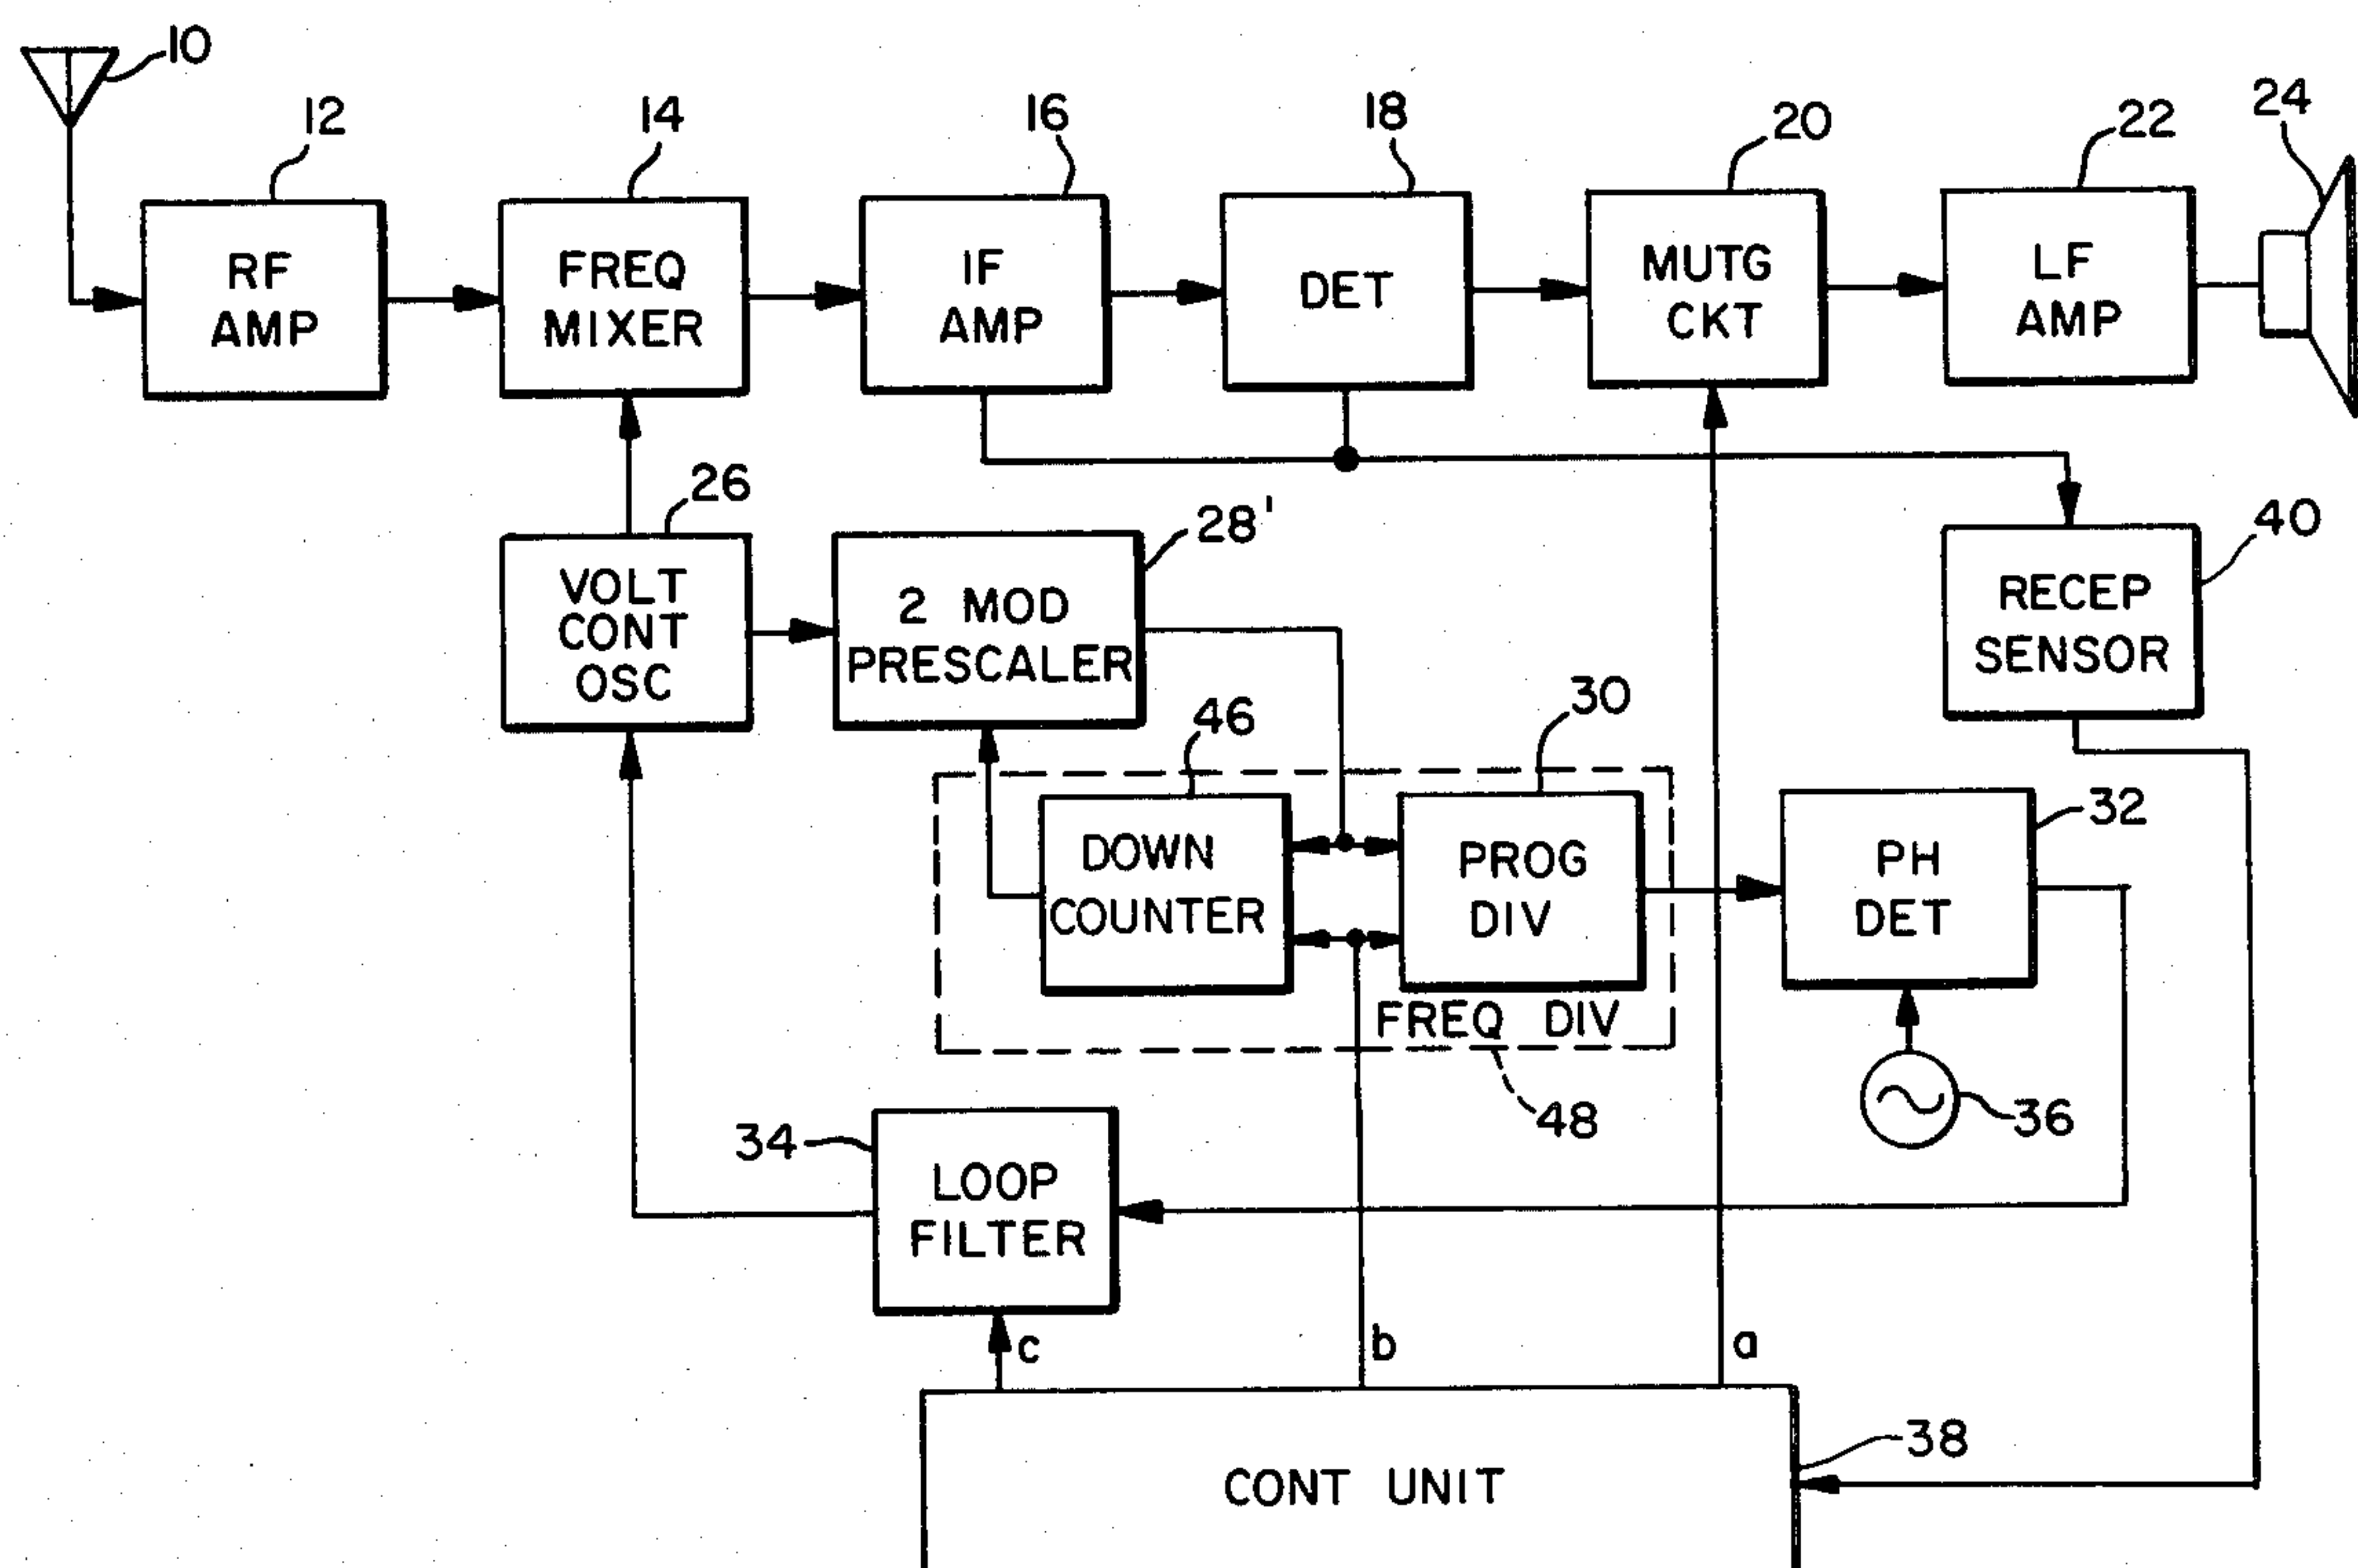 10
12
14
16
18
20
22
24
RF
AMP
FREQ
MIXER
IF
AMP
DET
MUTG
CKT
LF
AMP
26
28'
40
VOLT
CONT
OSC
2 MOD
PRESCALER
RECEP
SENSOR
46
30
32
DOWN
COUNTER
PROG
DIV
PH
DET
FREQ DIV
48
36
34
LOOP
FILTER
c
b
a
38
CONT UNIT